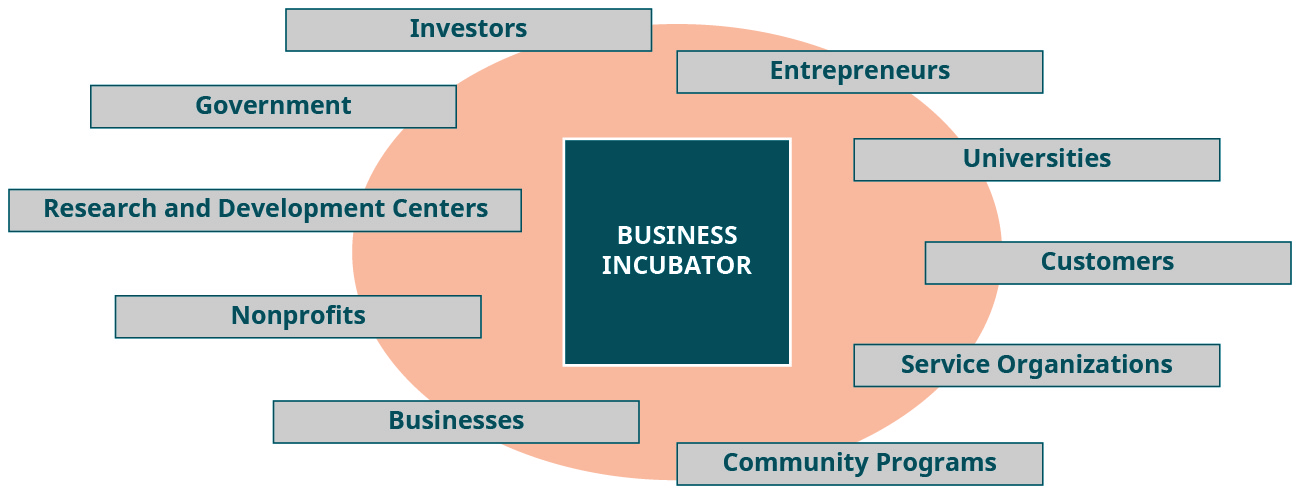 Investors
Entrepreneurs
Government
Universities
Research and Development Centers
BUSINESS
INCUBATOR
Customers
Nonprofits
Service Organizations
Businesses
Community Programs